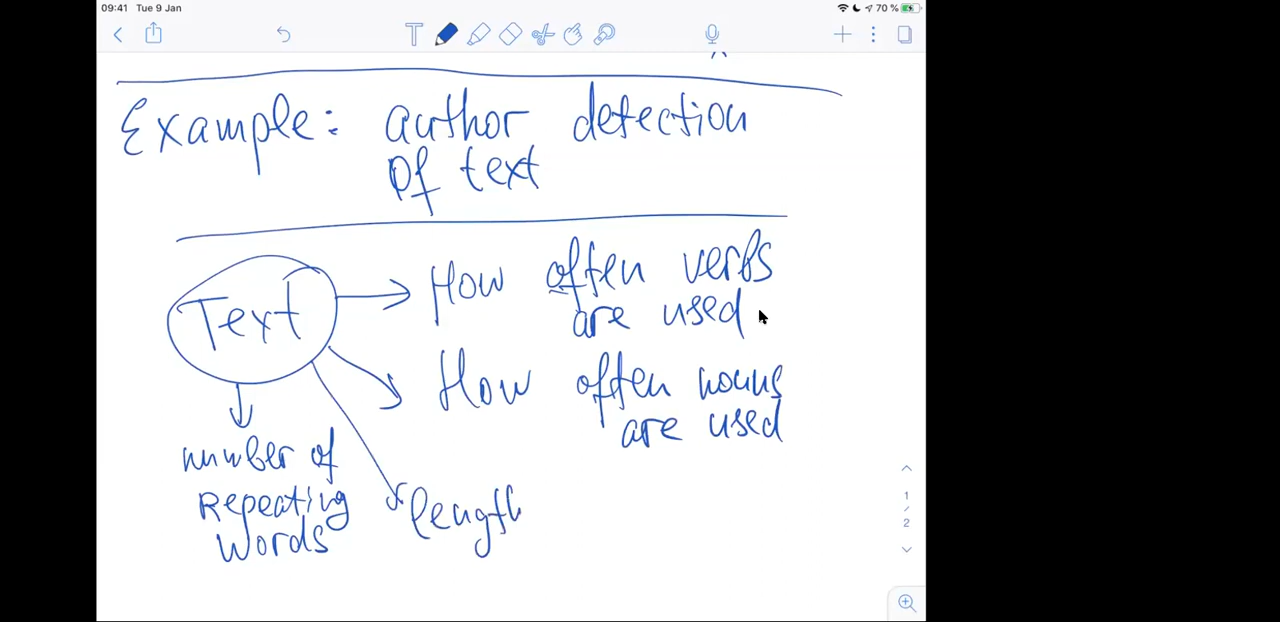 09:41 Tue 9 Jan
70 %
Example: author detection
of text
Text
How often verbs
are used
How often nouns
are used
number of
Repeating
Words
length
1
/
2